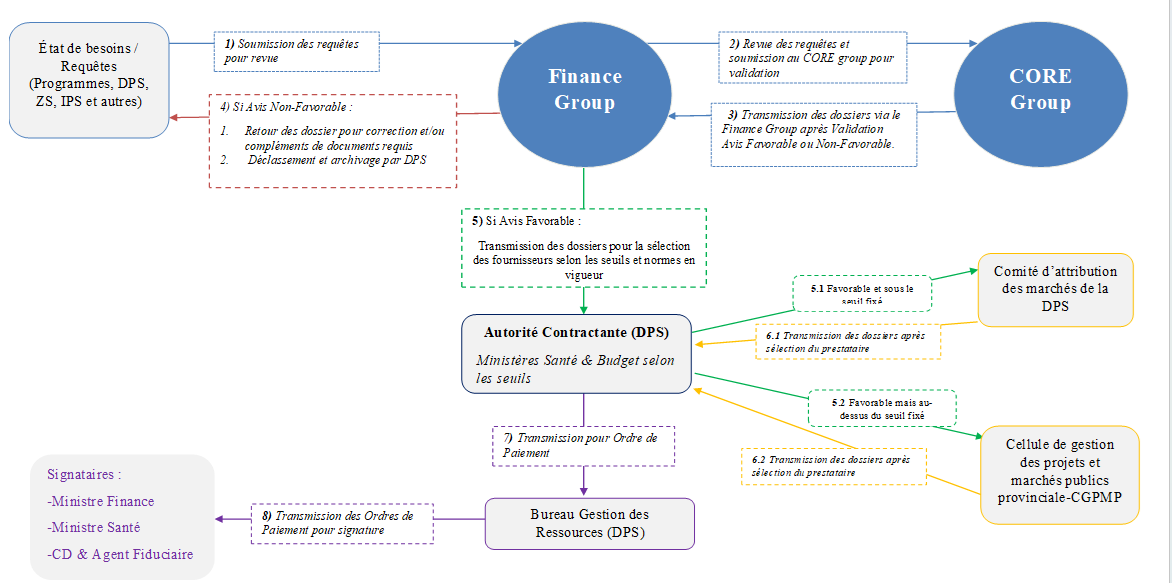 État de besoins /
Requêtes
(Programmes, DPS,
ZS, IPS et autres)
1) Soumission des requêtes
pour revue
Finance
Group
2) Revue des requêtes et
soumission au CORE group pour
validation
CORE
Group
4) Si Avis Non-Favorable :
1. Retour des dossier pour correction et/ou
compléments de documents requis
2. Déclassement et archivage par DPS
3) Transmission des dossiers via le
Finance Group après Validation
Avis Favorable ou Non-Favorable.
5) Si Avis Favorable :
Transmission des dossiers pour la sélection
des fournisseurs selon les seuils et normes en
vigueur
5.1 Favorable et sous le
seuil fixé
Comité d’attribution
des marchés de la
DPS
Autorité Contractante (DPS)
Ministères Santé & Budget selon
les seuils
6.1 Transmission des dossiers après
sélection du prestataire
5.2 Favorable mais au-
dessus du seuil fixé
6.2 Transmission des dossiers après
sélection du prestataire
Cellule de gestion
des projets et
marchés publics
provinciale-CGPMP
7) Transmission pour Ordre de
Paiement
Bureau Gestion des
Ressources (DPS)
8) Transmission des Ordres de
Paiement pour signature
Signataires :
-Ministre Finance
-Ministre Santé
-CD & Agent Fiduciaire